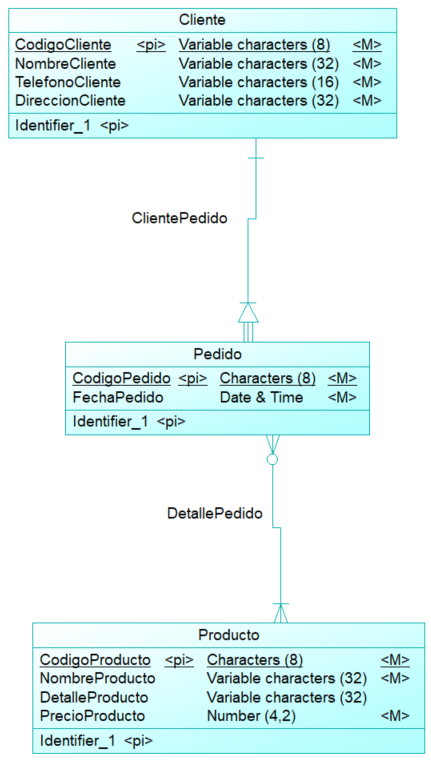 Cliente
CodigoCliente <pi> Variable characters (8) <M>
NombreCliente Variable characters (32) <M>
TelefonoCliente Variable characters (16) <M>
DireccionCliente Variable characters (32) <M>
Identifier_1 <pi>
ClientePedido
Pedido
CodigoPedido <pi> Characters (8) <M>
FechaPedido Date & Time <M>
Identifier_1 <pi>
DetallePedido
Producto
CodigoProducto <pi> Characters (8) <M>
NombreProducto Variable characters (32) <M>
DetalleProducto Variable characters (32)
PrecioProducto Number (4,2) <M>
Identifier_1 <pi>